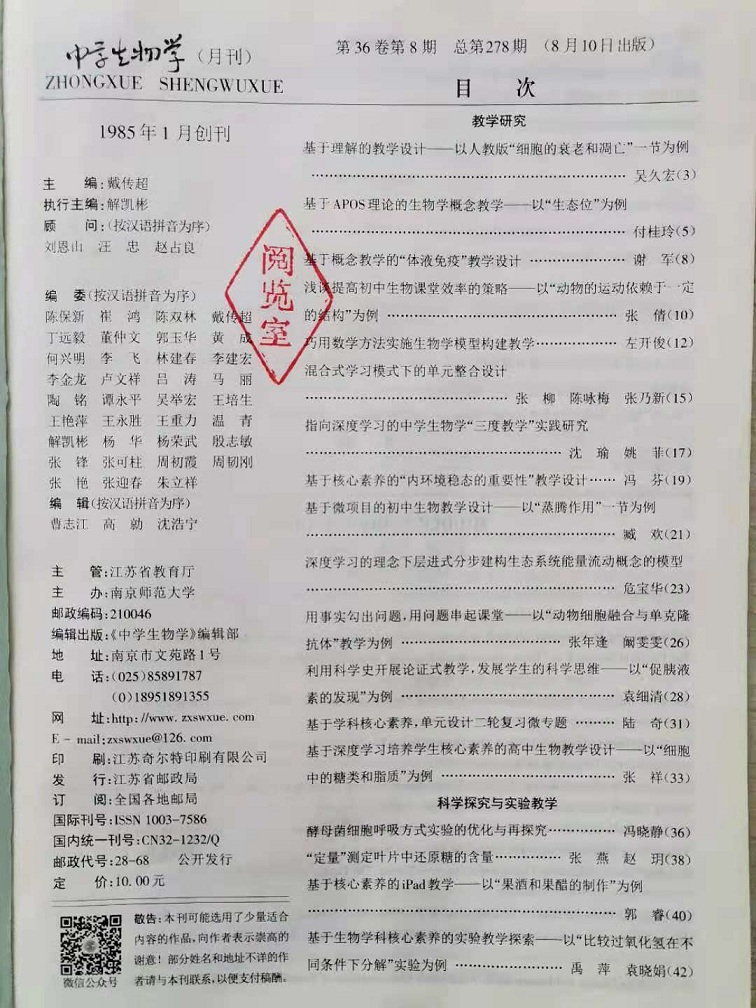 中学生物学(月刊)
ZHONGXUE SHENGWUXUE
第36卷第8期 总第278期 (8月10日出版)
目 次
1985年1月创刊
主 编:戴传超
执行主编:解凯彬
顾 问:(按汉语拼音为序)
刘恩山 汪 忠 赵占良
编 委(按汉语拼音为序)
陈保新 崔 鸿 陈双林 戴传超
丁远毅 董仲文 郭玉华 黄 成
何兴明 李 飞 林建春 李建宏
李金龙 卢文祥 吕 涛 马 丽
陶 铭 谭永平 吴举宏 王培生
王艳萍 王永胜 王重力 温 青
解凯彬 杨 华 杨荣武 殷志敏
张 锋 张可柱 周初霞 周韧刚
张 艳 张迎春 朱立祥
编 辑(按汉语拼音为序)
曹志江 高 勍 沈浩宁
主 管:江苏省教育厅
主 办:南京师范大学
邮政编码:210046
编辑出版:《中学生物学》编辑部
地 址:南京市文苑路1号
电 话:(025)85891787
(0)18951891355
网 址:http://www.zxswxue.com
E-mail:zxswxue@126.com
印 刷:江苏奇尔特印刷有限公司
发 行:江苏省邮政局
订 阅:全国各地邮局
国际刊号:ISSN 1003-7586
国内统一刊号:CN32-1232/Q
邮政代号:28-68 公开发行
定 价:10.00元
微信公众号
敬告:本刊可能选用了少量适合
内容的作品,向作者表示崇高的
谢意!部分姓名和地址不详的作
者请与本刊联系,以便支付稿酬。
阅览室
教学研究
基于理解的教学设计——以人教版“细胞的衰老和凋亡”一节为例
…… 吴久宏(3)
基于APOS理论的生物学概念教学——以“生态位”为例
…… 付桂玲(5)
基于概念教学的“体液免疫”教学设计 …… 谢 军(8)
浅谈提高初中生物课堂效率的策略——以“动物的运动依赖于一定
的结构”为例 …… 张 倩(10)
巧用数学方法实施生物学模型构建教学…… 左开俊(12)
混合式学习模式下的单元整合设计
…… 张 柳 陈咏梅 张乃新(15)
指向深度学习的中学生物学“三度教学”实践研究
…… 沈 瑜 姚 菲(17)
基于核心素养的“内环境稳态的重要性”教学设计…… 冯 芬(19)
基于微项目的初中生物教学设计——以“蒸腾作用”一节为例
…… 臧 欢(21)
深度学习的理念下层进式分步建构生态系统能量流动概念的模型
…… 危宝华(23)
用事实勾出问题,用问题串起课堂——以“动物细胞融合与单克隆
抗体”教学为例 …… 张年逢 阚雯雯(26)
利用科学史开展论证式教学,发展学生的科学思维——以“促胰液
素的发现”为例 …… 袁细清(28)
基于学科核心素养,单元设计二轮复习微专题 …… 陆 奇(31)
基于深度学习培养学生核心素养的高中生物教学设计——以“细胞
中的糖类和脂质”为例 …… 张 祥(33)
科学探究与实验教学
酵母菌细胞呼吸方式实验的优化与再探究…… 冯晓静(36)
“定量”测定叶片中还原糖的含量…… 张 燕 赵 玥(38)
基于核心素养的iPad教学——以“果酒和果醋的制作”为例
…… 郭 睿(40)
基于生物学科核心素养的实验教学探索——以“比较过氧化氢在不
同条件下分解”实验为例 …… 禹 萍 袁晓娟(42)